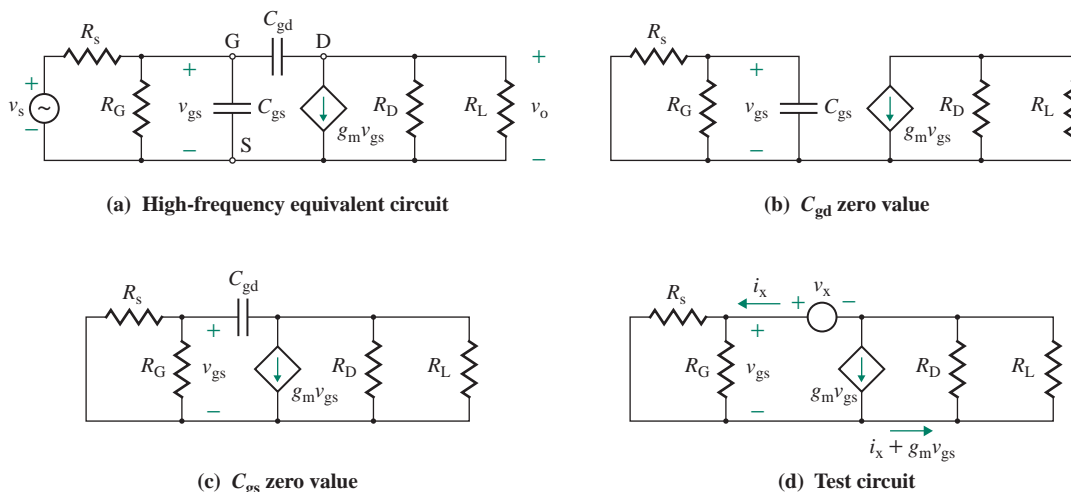 C_gd
R_s
G
D
+
v_s
−
R_G
+
v_gs
−
C_gs
S
g_m v_gs
R_D
R_L
+
v_o
−
(a) High-frequency equivalent circuit
R_s
R_G
+
v_gs
−
C_gs
g_m v_gs
R_D
R_L
(b) C_gd zero value
C_gd
R_s
R_G
+
v_gs
−
g_m v_gs
R_D
R_L
(c) C_gs zero value
i_x
+
v_x
−
R_s
R_G
+
v_gs
−
g_m v_gs
R_D
R_L
i_x + g_m v_gs
(d) Test circuit